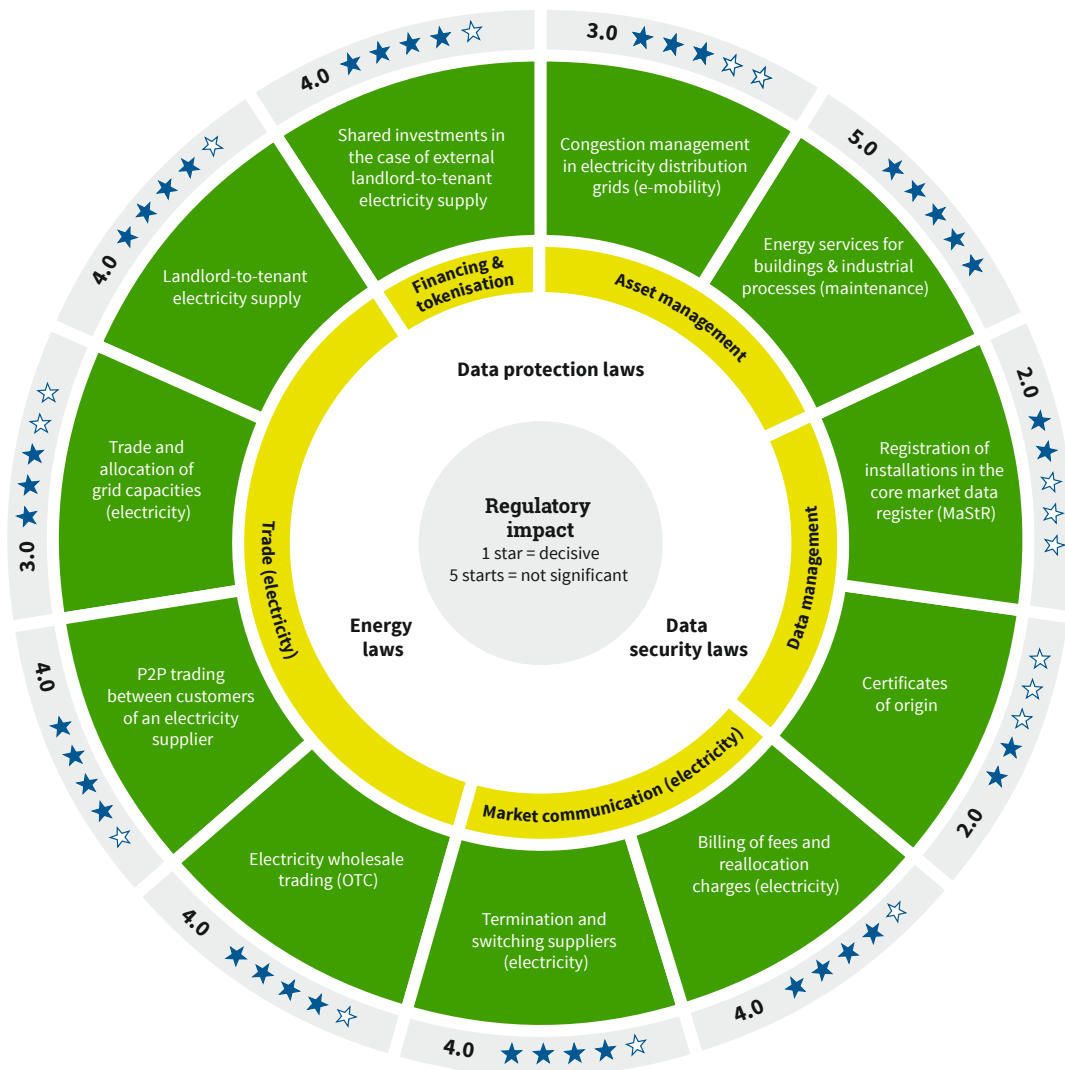 3.0
Congestion management
in electricity distribution
grids (e-mobility)
5.0
Energy services for
buildings & industrial
processes (maintenance)
2.0
Registration of
installations in the
core market data
register (MaStR)
2.0
Certificates
of origin
4.0
Billing of fees and
reallocation
charges (electricity)
4.0
Termination and
switching suppliers
(electricity)
4.0
Electricity wholesale
trading (OTC)
4.0
P2P trading
between customers
of an electricity
supplier
3.0
Trade and
allocation of
grid capacities
(electricity)
4.0
Landlord-to-tenant
electricity supply
4.0
Shared investments in
the case of external
landlord-to-tenant
electricity supply
Financing &
tokenisation
Asset management
Data management
Market communication (electricity)
Trade (electricity)
Data protection laws
Regulatory
impact
1 star = decisive
5 starts = not significant
Energy
laws
Data
security laws